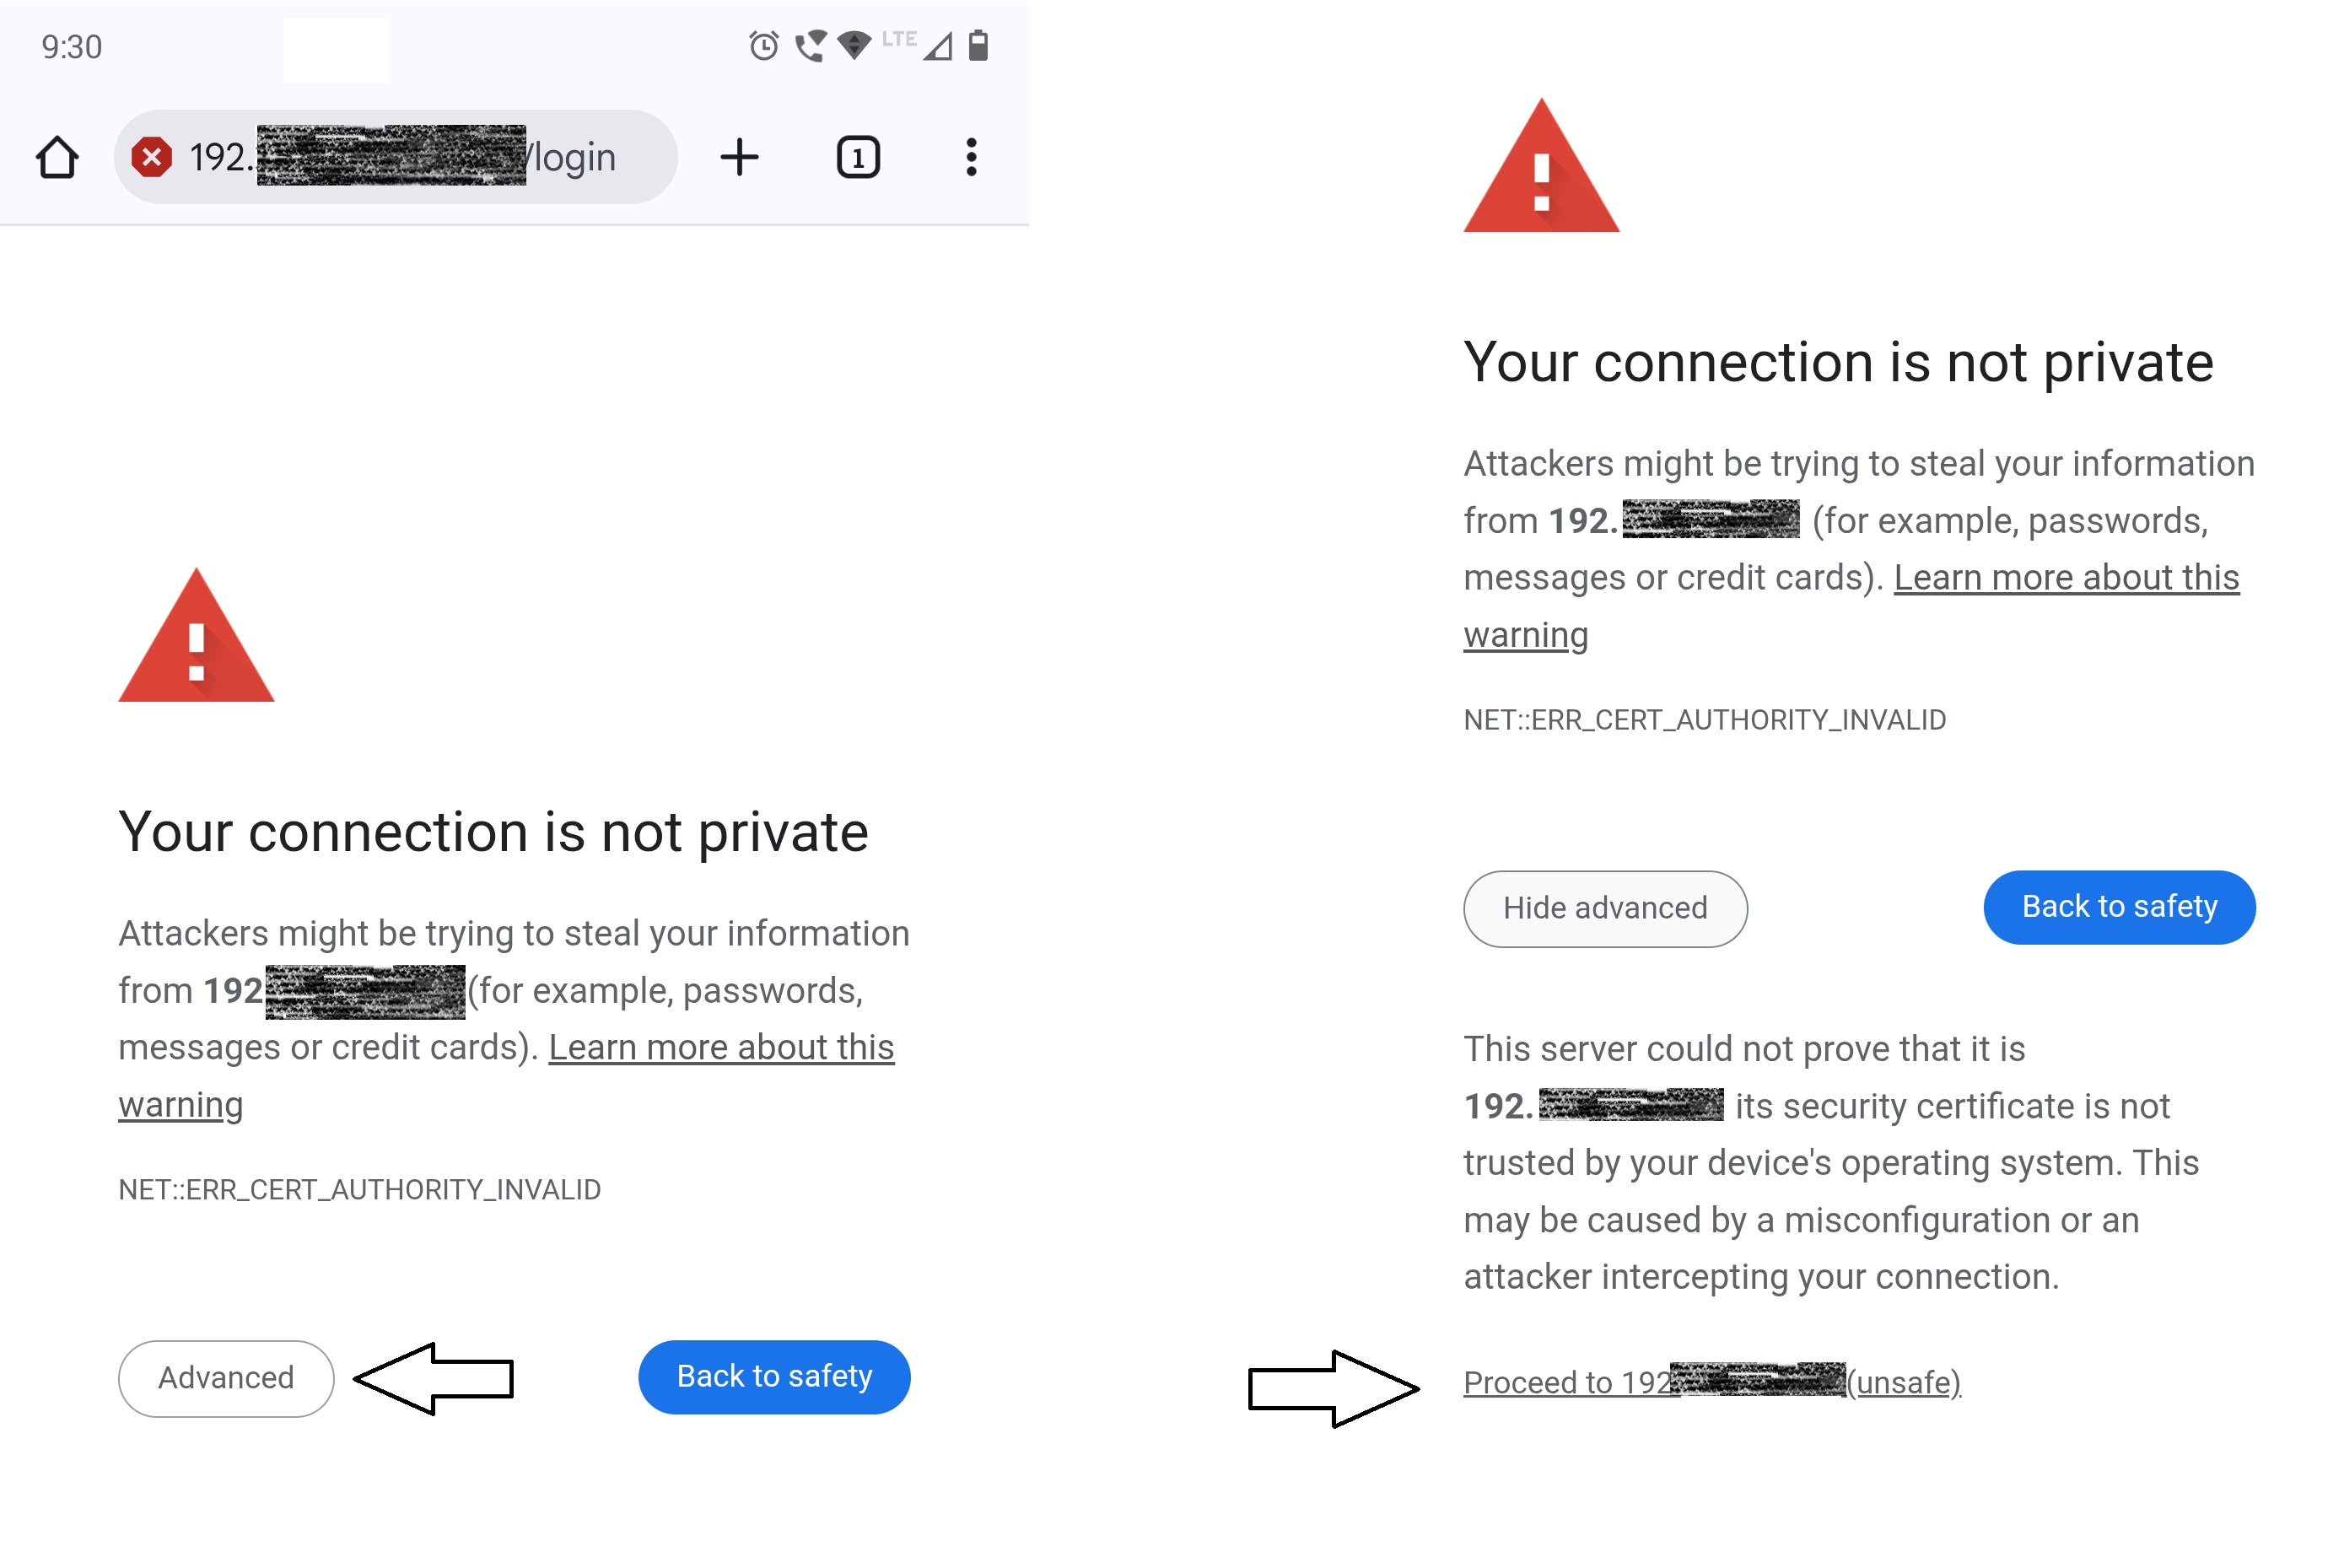 9:30
LTE
192.
/login
1
Your connection is not private
Attackers might be trying to steal your information
from 192 (for example, passwords,
messages or credit cards). Learn more about this
warning
NET::ERR_CERT_AUTHORITY_INVALID
Advanced
Back to safety
Your connection is not private
Attackers might be trying to steal your information
from 192. (for example, passwords,
messages or credit cards). Learn more about this
warning
NET::ERR_CERT_AUTHORITY_INVALID
Hide advanced
Back to safety
This server could not prove that it is
192. its security certificate is not
trusted by your device's operating system. This
may be caused by a misconfiguration or an
attacker intercepting your connection.
Proceed to 192 (unsafe)